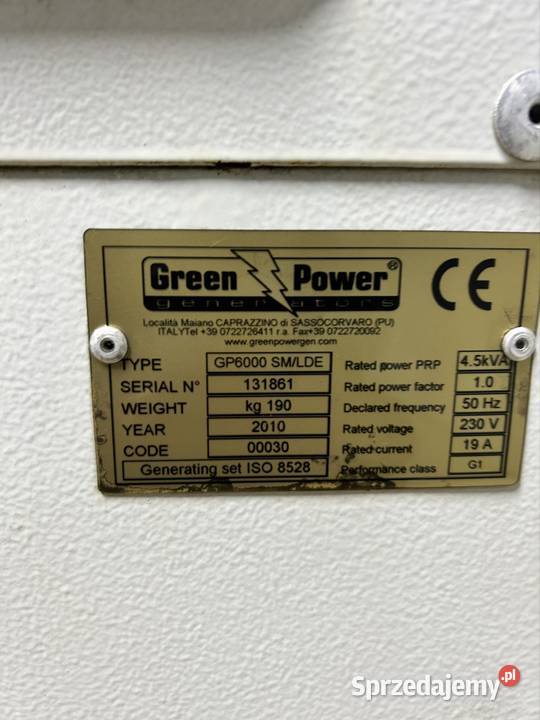 Green Power®
generators
Località Maiano CAPRAZZINO di SASSOCORVARO (PU)
ITALYTel +39 0722726411 r.a. Fax+39 0722720092
www.greenpowergen.com
CE
TYPE GP6000 SM/LDE
SERIAL N° 131861
WEIGHT kg 190
YEAR 2010
CODE 00030
Generating set ISO 8528
Rated power PRP 4.5kVA
Rated power factor 1.0
Declared frequency 50 Hz
Rated voltage 230 V
Rated current 19 A
Performance class G1
Sprzedajemy.pl